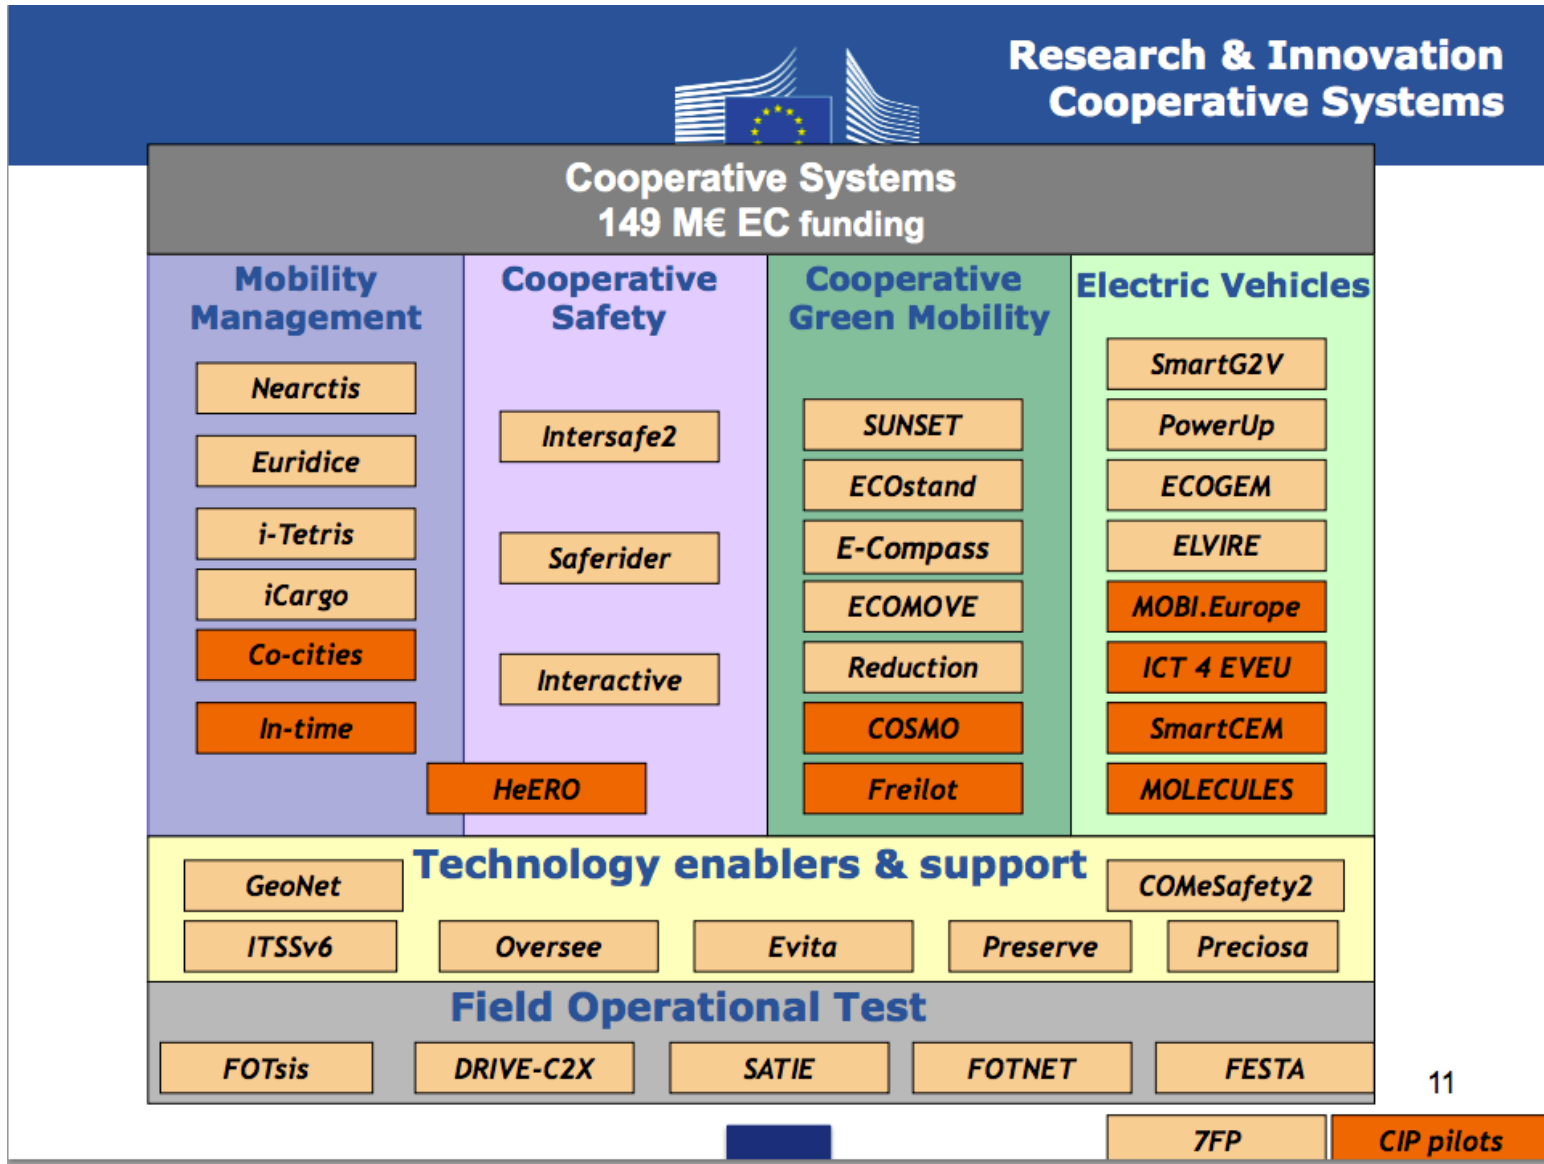 Research & Innovation
Cooperative Systems
Cooperative Systems
149 M€ EC funding
Mobility
Management
Nearctis
Euridice
i-Tetris
iCargo
Co-cities
In-time
Cooperative
Safety
Intersafe2
Saferider
Interactive
HeERO
Cooperative
Green Mobility
SUNSET
ECOstand
E-Compass
ECOMOVE
Reduction
COSMO
Freilot
Electric Vehicles
SmartG2V
PowerUp
ECOGEM
ELVIRE
MOBI.Europe
ICT 4 EVEU
SmartCEM
MOLECULES
Technology enablers & support
GeoNet
COMeSafety2
ITSSv6
Oversee
Evita
Preserve
Preciosa
Field Operational Test
FOTsis
DRIVE-C2X
SATIE
FOTNET
FESTA
11
7FP
CIP pilots